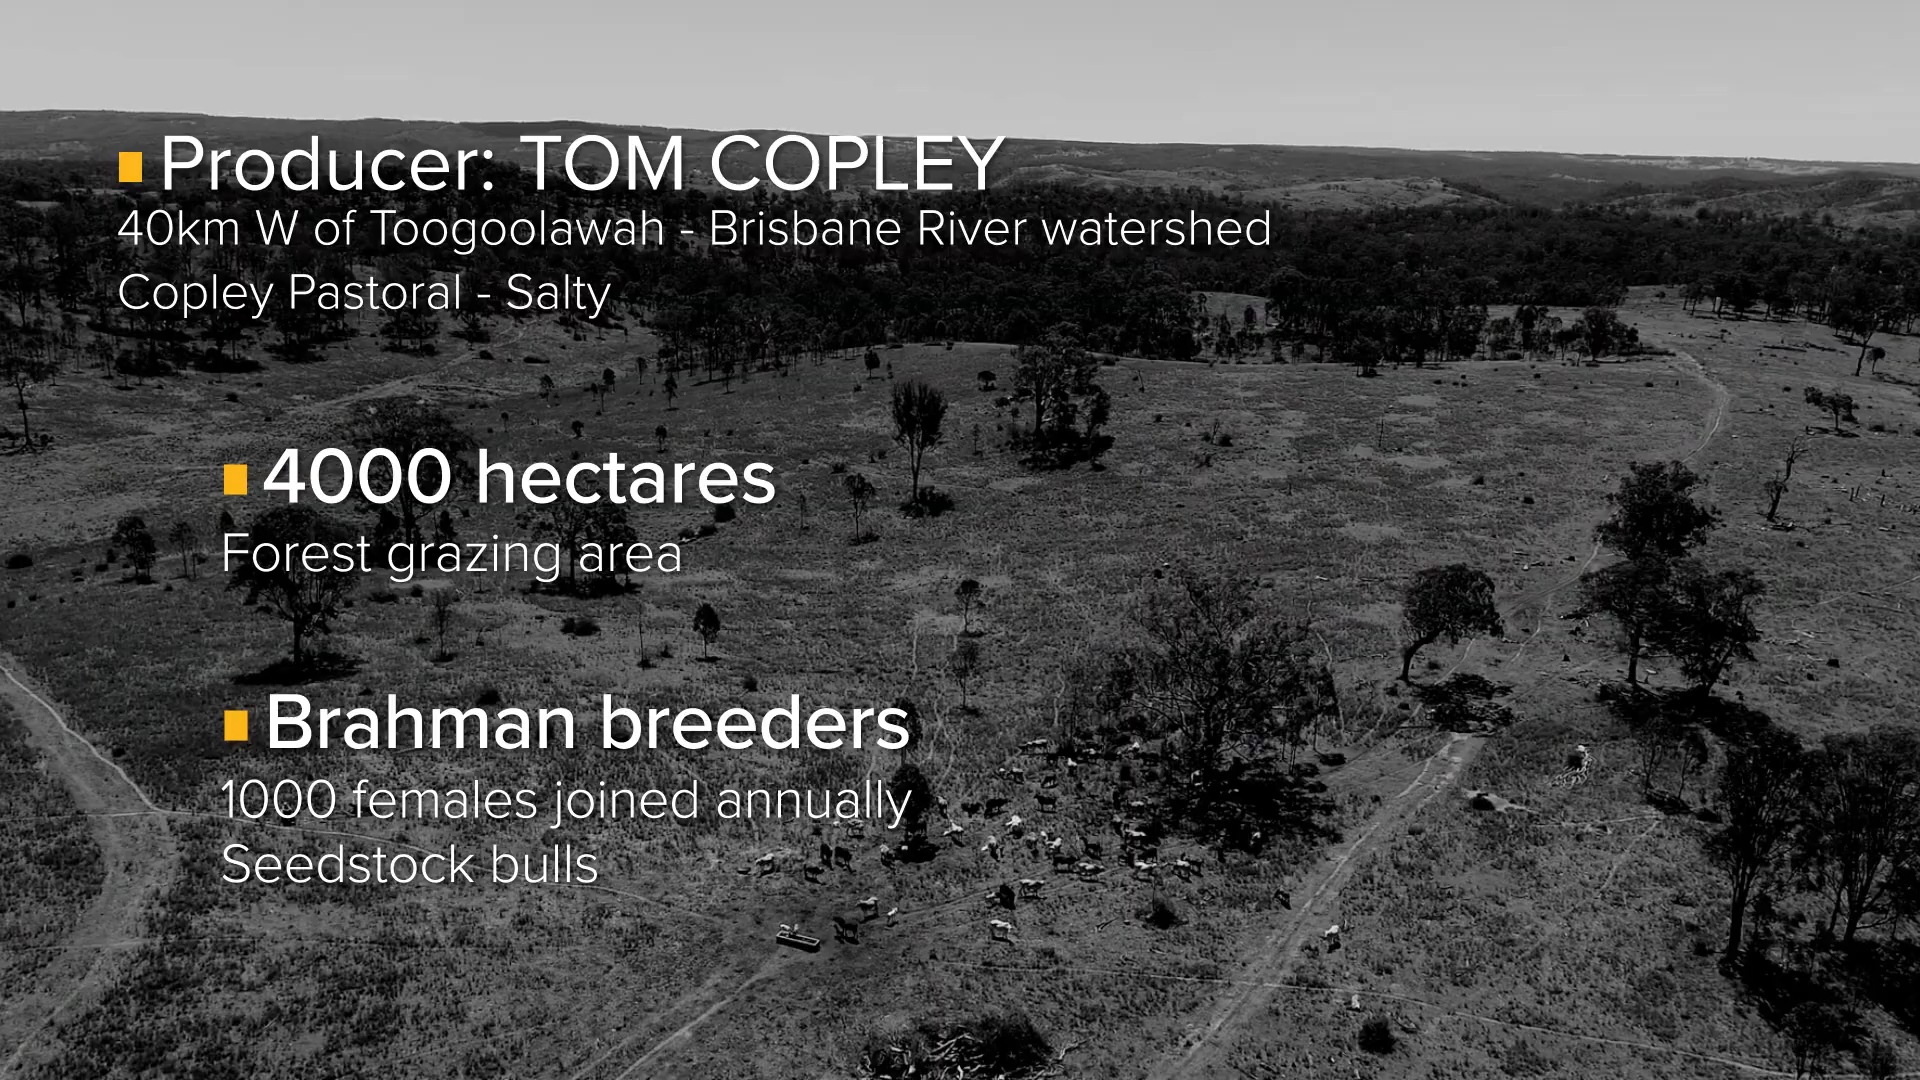 Producer: TOM COPLEY
40km W of Toogoolawah - Brisbane River watershed
Copley Pastoral - Salty
4000 hectares
Forest grazing area
Brahman breeders
1000 females joined annually
Seedstock bulls